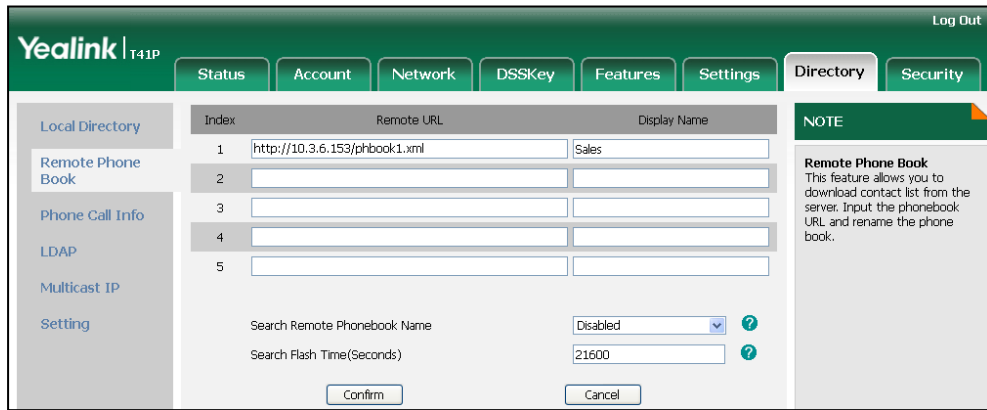 Log Out
Yealink T41P
Status Account Network DSSKey Features Settings Directory Security
Local Directory
Remote Phone
Book
Phone Call Info
LDAP
Multicast IP
Setting
Index Remote URL Display Name
1 http://10.3.6.153/phbook1.xml Sales
2
3
4
5
Search Remote Phonebook Name Disabled ?
Search Flash Time(Seconds) 21600 ?
Confirm Cancel
NOTE
Remote Phone Book
This feature allows you to
download contact list from the
server. Input the phonebook
URL and rename the phone
book.